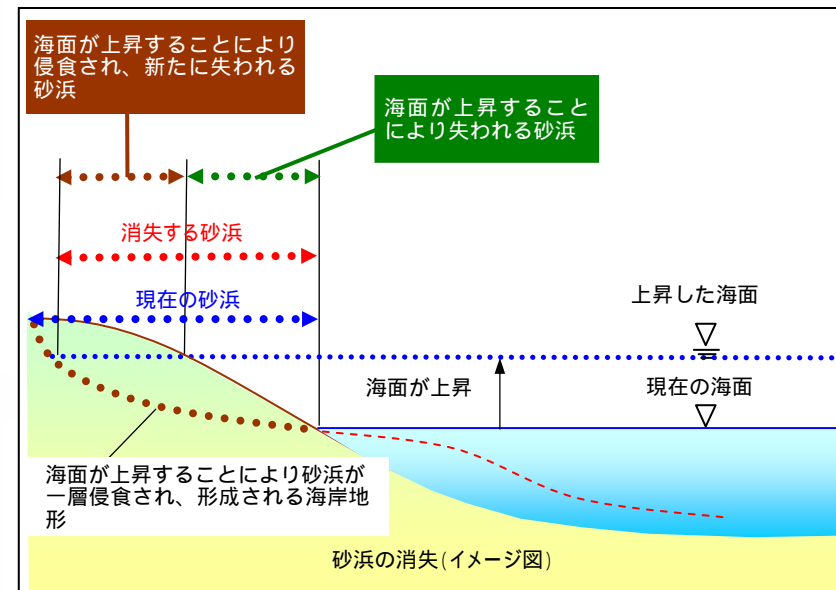 海面が上昇することにより
侵食され、新たに失われる
砂浜
海面が上昇すること
により失われる砂浜
消失する砂浜
現在の砂浜
上昇した海面
海面が上昇
現在の海面
海面が上昇することにより砂浜が
一層侵食され、形成される海岸地
形
砂浜の消失(イメージ図)